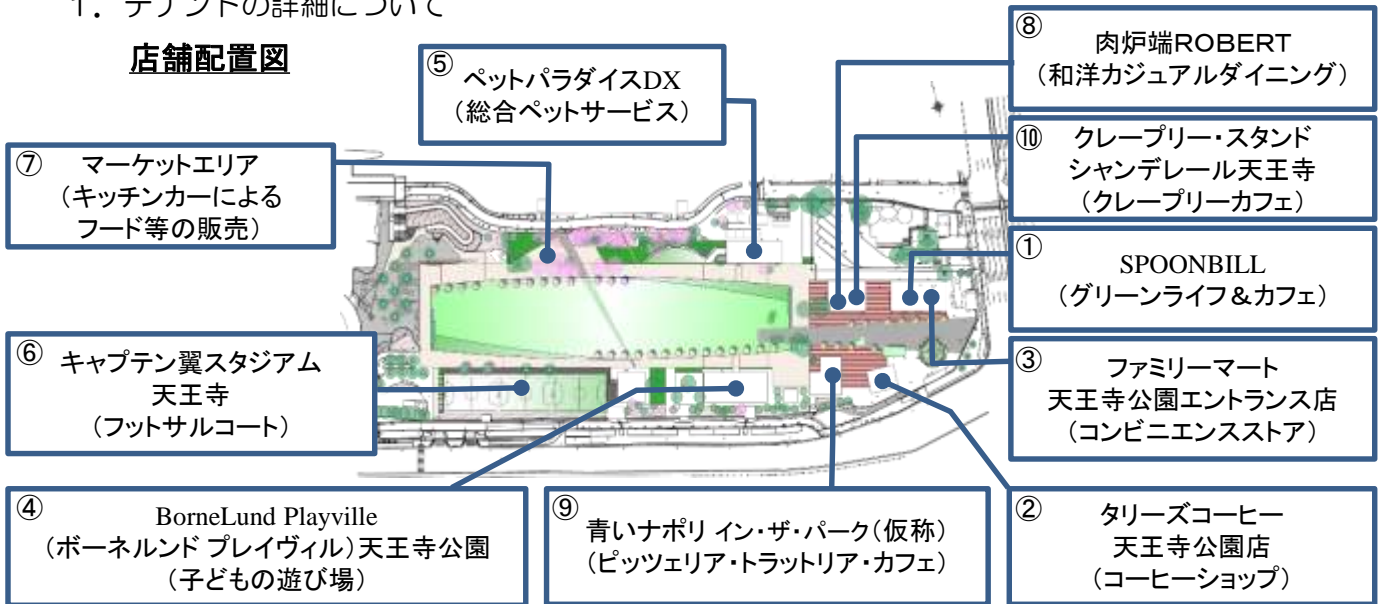 1．テナントの詳細について
店舗配置図
⑤
ペットパラダイスDX
（総合ペットサービス）
⑧
肉炉端ROBERT
（和洋カジュアルダイニング）
⑦
マーケットエリア
（キッチンカーによる
フード等の販売）
⑩
クレープリー・スタンド
シャンデレール天王寺
（クレープリーカフェ）
①
SPOONBILL
（グリーンライフ＆カフェ）
⑥
キャプテン翼スタジアム
天王寺
（フットサルコート）
③
ファミリーマート
天王寺公園エントランス店
（コンビニエンスストア）
④
BorneLund Playville
（ボーネルンド プレイヴィル）天王寺公園
（子どもの遊び場）
⑨
青いナポリ イン・ザ・パーク（仮称）
（ピッツェリア・トラットリア・カフェ）
②
タリーズコーヒー
天王寺公園店
（コーヒーショップ）